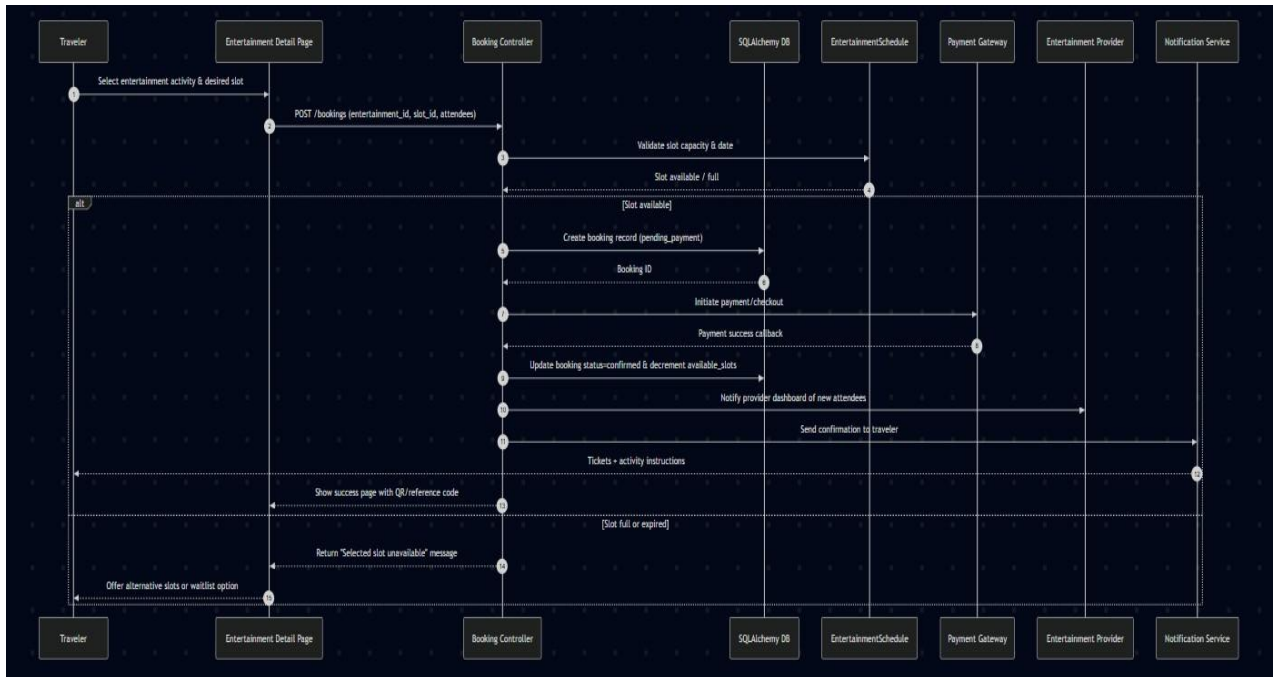 Traveler
Entertainment Detail Page
Booking Controller
SQLAlchemy DB
EntertainmentSchedule
Payment Gateway
Entertainment Provider
Notification Service
Select entertainment activity & desired slot
1
2
POST /bookings (entertainment_id, slot_id, attendees)
Validate slot capacity & date
3
Slot available / full
4
alt
[Slot available]
Create booking record (pending_payment)
5
Booking ID
6
Initiate payment/checkout
7
Payment success callback
8
Update booking status=confirmed & decrement available_slots
9
Notify provider dashboard of new attendees
10
Send confirmation to traveler
11
Tickets + activity instructions
12
Show success page with QR/reference code
13
[Slot full or expired]
Return "Selected slot unavailable" message
14
Offer alternative slots or waitlist option
15
Traveler
Entertainment Detail Page
Booking Controller
SQLAlchemy DB
EntertainmentSchedule
Payment Gateway
Entertainment Provider
Notification Service